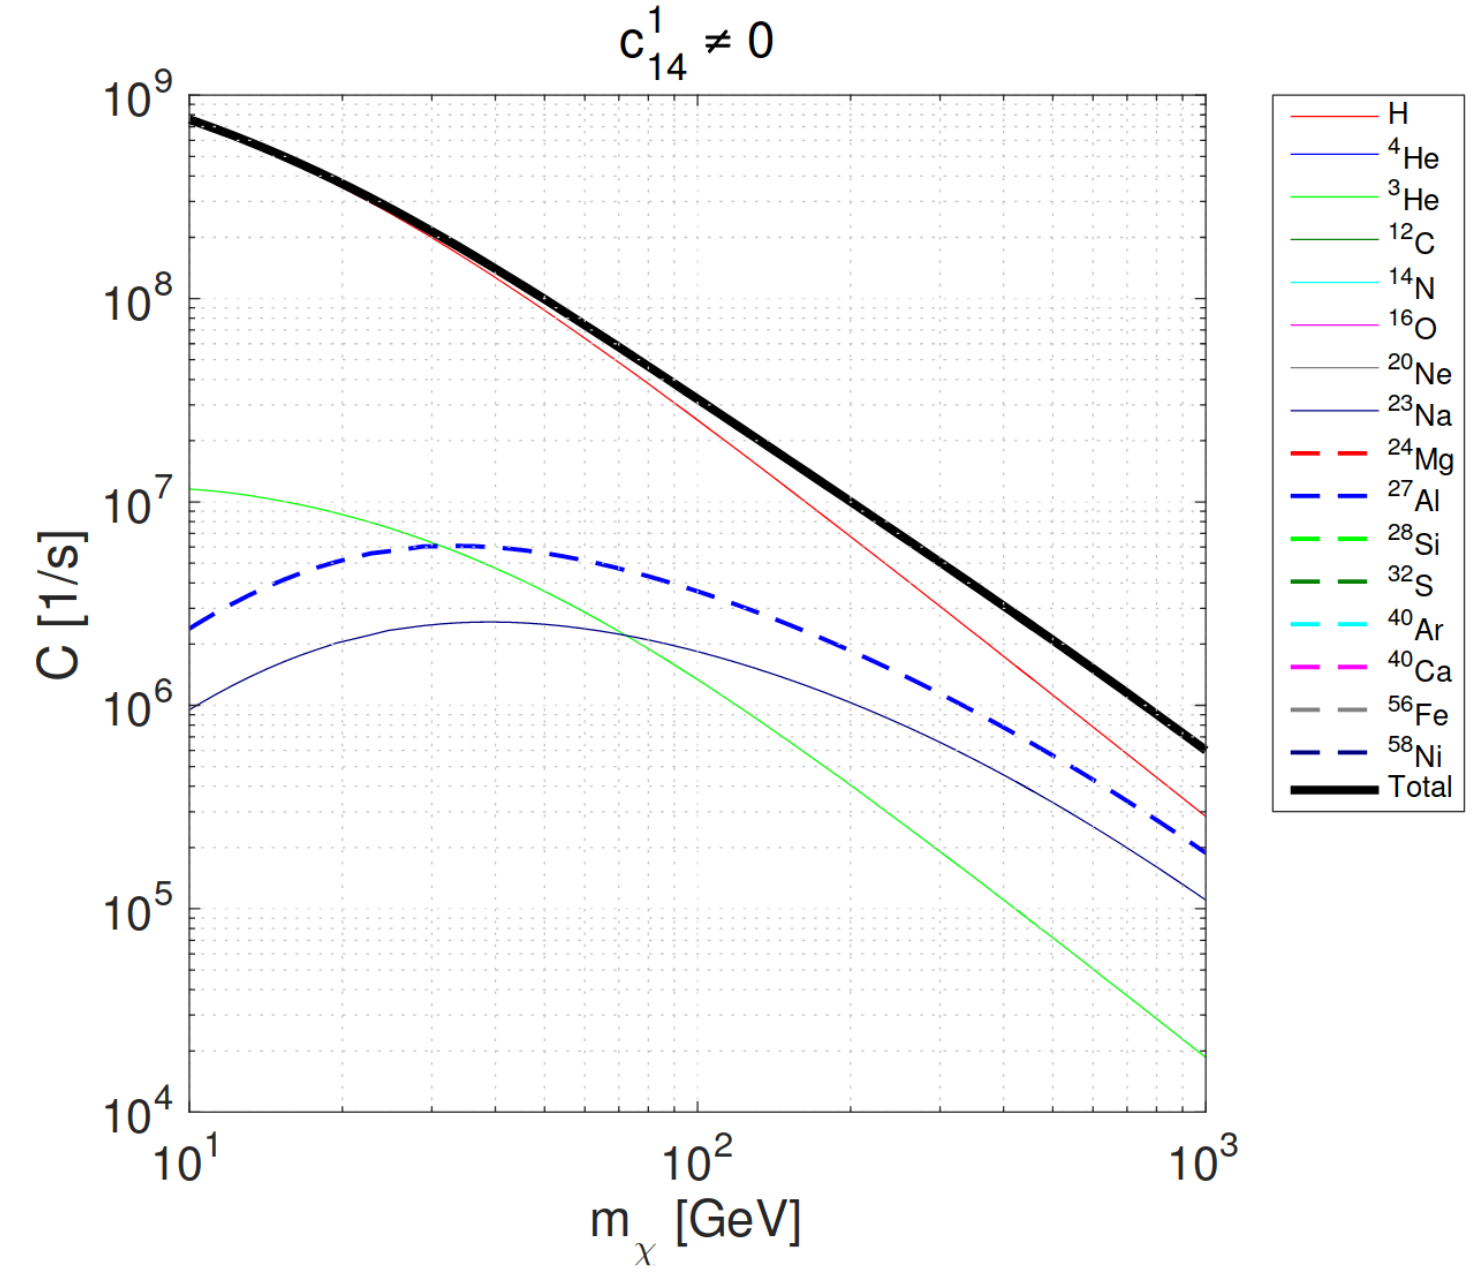 c₁₄¹ ≠ 0
10⁹
10⁸
10⁷
10⁶
10⁵
10⁴
C [1/s]
10¹ 10² 10³
m_χ [GeV]
H
⁴He
³He
¹²C
¹⁴N
¹⁶O
²⁰Ne
²³Na
²⁴Mg
²⁷Al
²⁸Si
³²S
⁴⁰Ar
⁴⁰Ca
⁵⁶Fe
⁵⁸Ni
Total